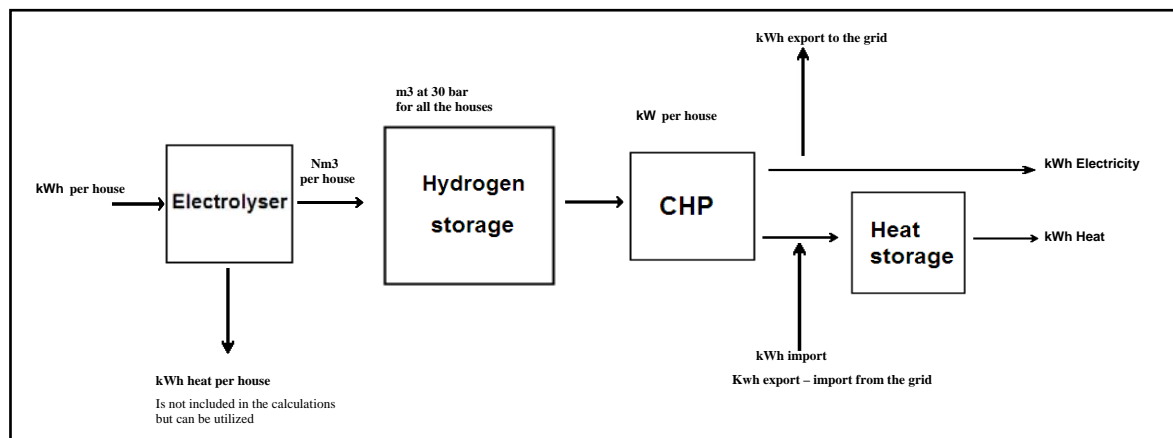 kWh export to the grid
m3 at 30 bar
for all the houses
kW per house
Nm3
per house
kWh per house
Electrolyser
Hydrogen
storage
CHP
kWh Electricity
Heat
storage
kWh Heat
kWh import
Kwh export – import from the grid
kWh heat per house
Is not included in the calculations
but can be utilized